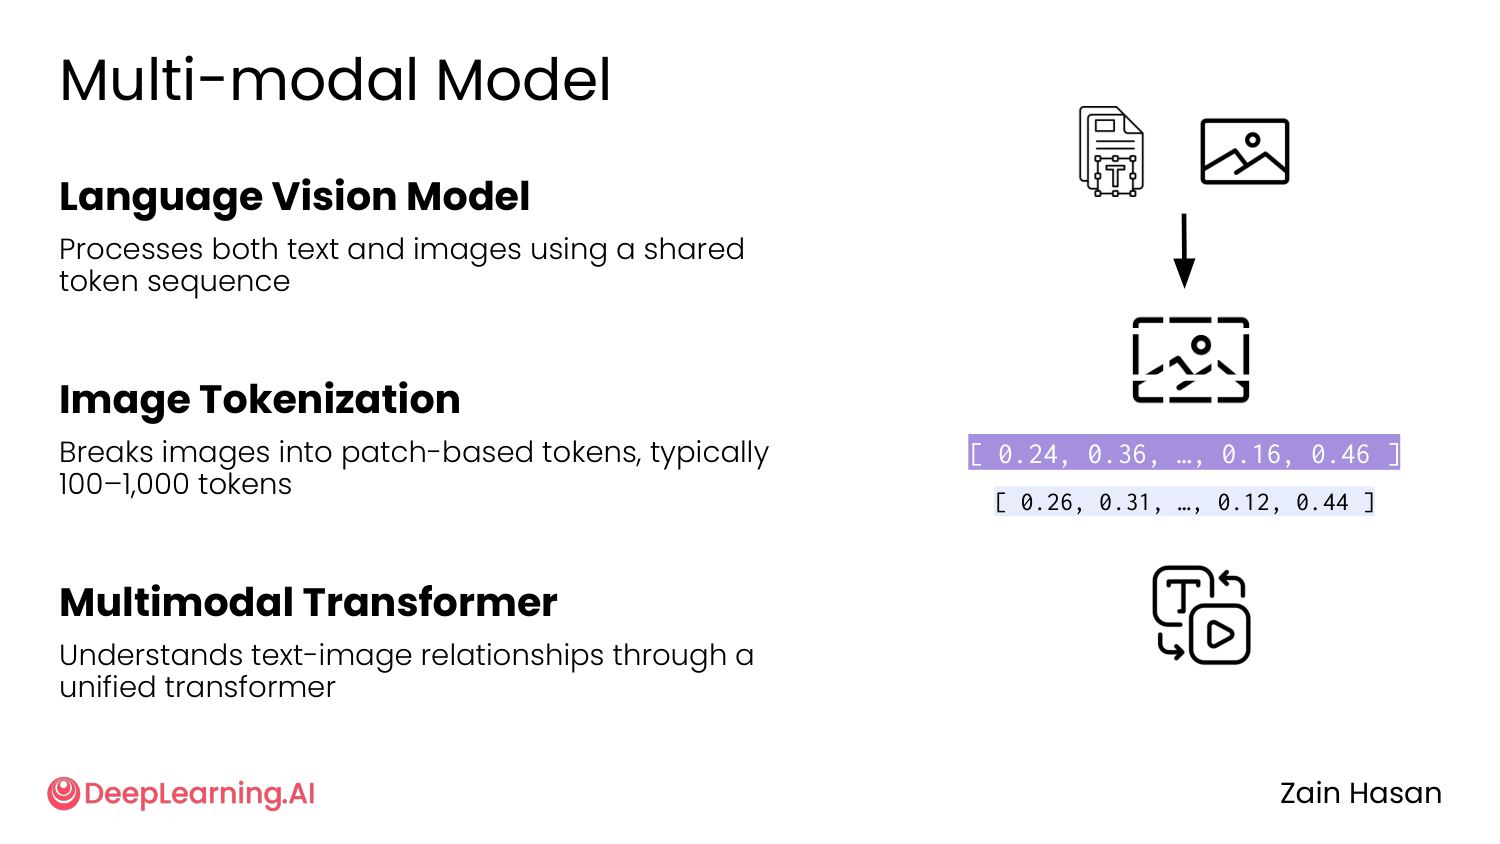 Multi-modal Model
Language Vision Model
Processes both text and images using a shared
token sequence
Image Tokenization
Breaks images into patch-based tokens, typically
100–1,000 tokens
Multimodal Transformer
Understands text-image relationships through a
unified transformer
T
[ 0.24, 0.36, …, 0.16, 0.46 ]
[ 0.26, 0.31, …, 0.12, 0.44 ]
T
DeepLearning.AI
Zain Hasan